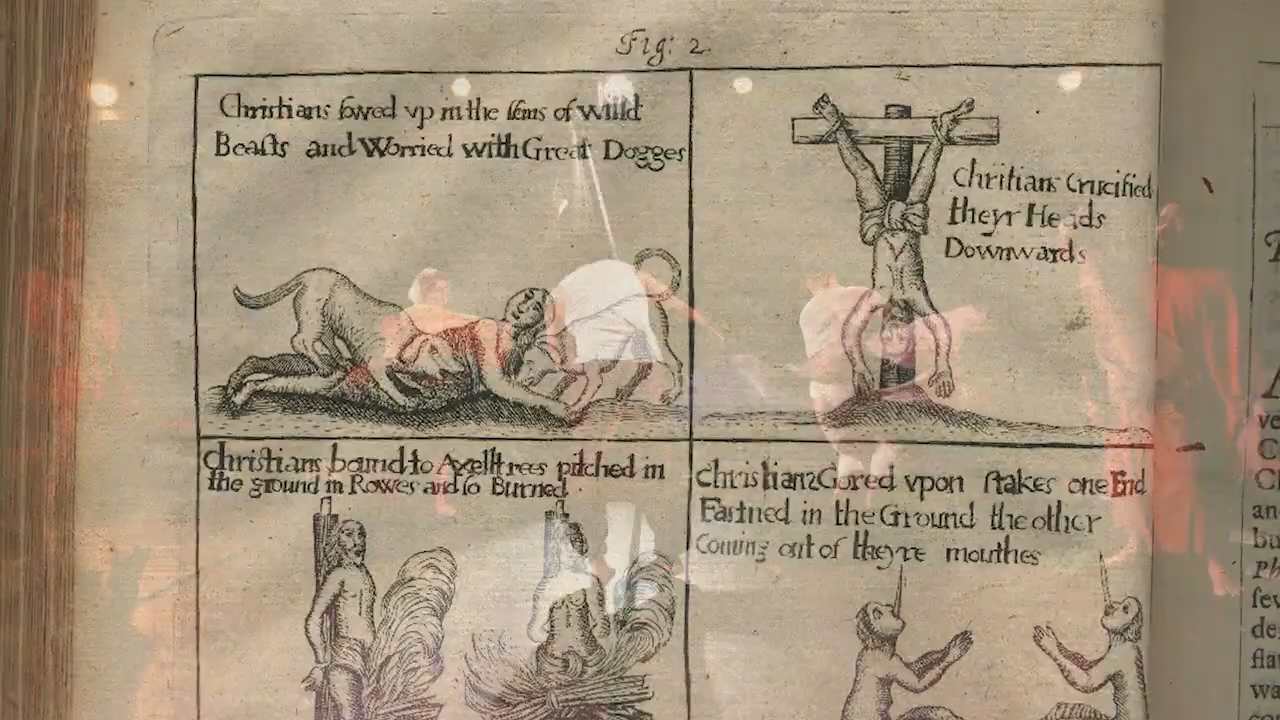 Fig: 2.
Christians sowed vp in the skins of willd
Beasts and Worried with Great Dogges
Chritians Crucified
theyr Heads
Downwards
Christians bound to Axelltrees pitched in
the ground in Rowes and so Burned
Christians Gored vpon stakes one End
Fastned in the Ground the other
Coming out of theyre mouthes